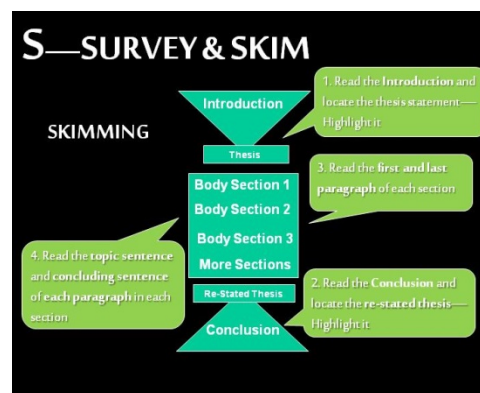 S—SURVEY & SKIM
SKIMMING
Introduction
Thesis
Body Section 1
Body Section 2
Body Section 3
More Sections
Re-Stated Thesis
Conclusion
1. Read the Introduction and
locate the thesis statement—
Highlight it
3. Read the first and last
paragraph of each section
4. Read the topic sentence
and concluding sentence
of each paragraph in each
section
2. Read the Conclusion and
locate the re-stated thesis—
Highlight it